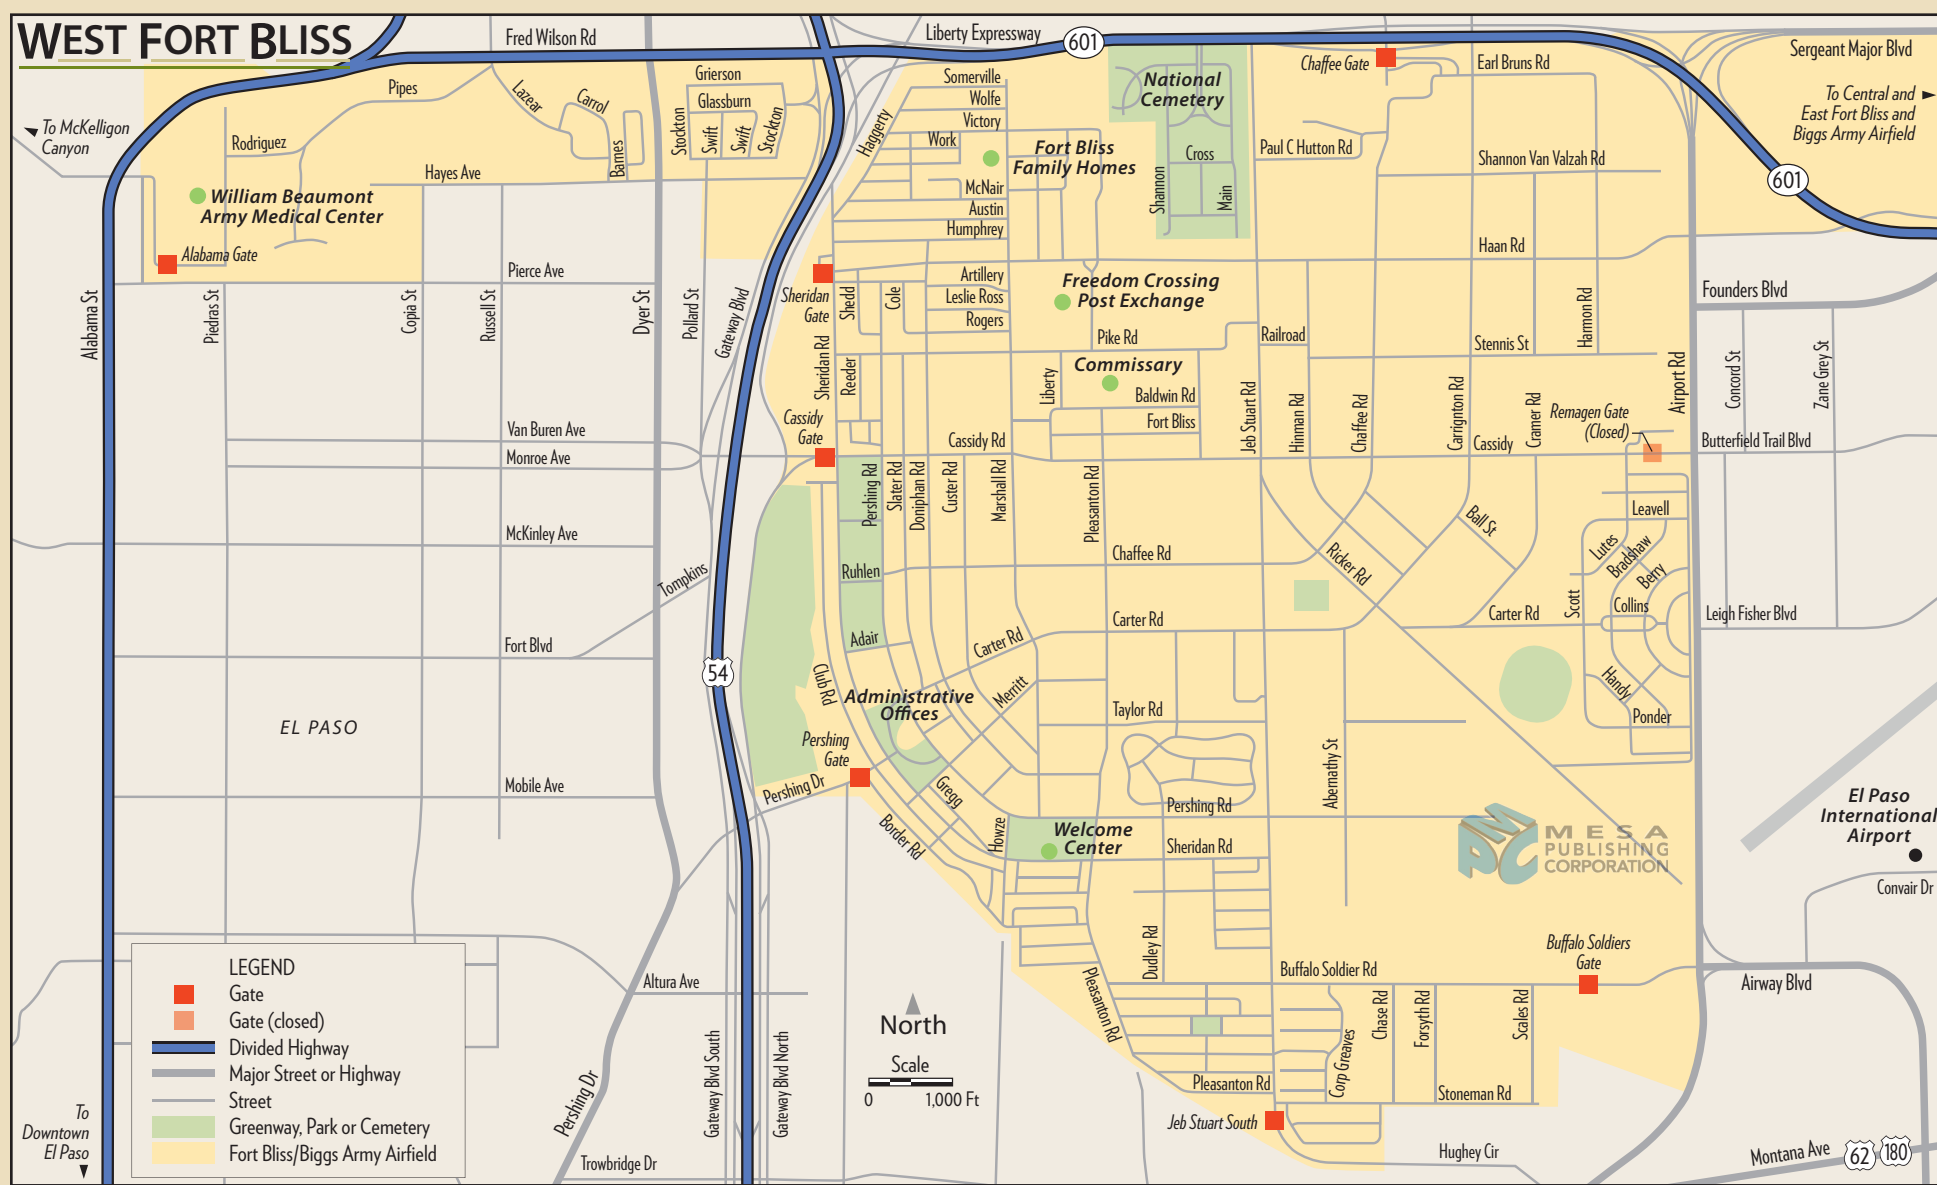 WEST FORT BLISS
Fred Wilson Rd
Liberty Expressway
601
Sergeant Major Blvd
Chaffee Gate
Earl Bruns Rd
To Central and
East Fort Bliss and
Biggs Army Airfield
601
To McKelligon
Canyon
Pipes
Lazear
Carrol
Barnes
Rodriguez
Hayes Ave
Grierson
Glassburn
Stockton
Swift
Swift
Stockton
Haggerty
Somerville
Wolfe
Victory
Work
McNair
Austin
Humphrey
Fort Bliss
Family Homes
National
Cemetery
Cross
Shannon
Main
Paul C Hutton Rd
Shannon Van Valzah Rd
Haan Rd
William Beaumont
Army Medical Center
Alabama Gate
Pierce Ave
Alabama St
Piedras St
Copia St
Russell St
Dyer St
Pollard St
Gateway Blvd
Sheridan
Gate
Shedd
Cole
Artillery
Leslie Ross
Rogers
Freedom Crossing
Post Exchange
Pike Rd
Railroad
Stennis St
Harmon Rd
Founders Blvd
Concord St
Zane Grey St
Airport Rd
Sheridan Rd
Reeder
Liberty
Commissary
Baldwin Rd
Fort Bliss
Jeb Stuart Rd
Hinman Rd
Chaffee Rd
Carrignton Rd
Cramer Rd
Remagen Gate
(Closed)
Cassidy
Gate
Cassidy Rd
Cassidy
Butterfield Trail Blvd
Van Buren Ave
Monroe Ave
Pershing Rd
Slater Rd
Doniphan Rd
Custer Rd
Marshall Rd
Pleasanton Rd
McKinley Ave
Tompkins
Chaffee Rd
Ricker Rd
Ball St
Leavell
Lutes
Bradshaw
Berry
Scott
Collins
Ruhlen
Adair
Carter Rd
Carter Rd
Carter Rd
Leigh Fisher Blvd
Fort Blvd
54
Club Rd
Administrative
Offices
Merritt
Taylor Rd
Handy
Ponder
EL PASO
Pershing
Gate
Abernathy St
Mobile Ave
Pershing Dr
Gregg
Border Rd
Howze
Welcome
Center
Pershing Rd
Sheridan Rd
MPC
MESA
PUBLISHING
CORPORATION
El Paso
International
Airport
Convair Dr
Dudley Rd
Buffalo Soldiers
Gate
Buffalo Soldier Rd
Airway Blvd
Altura Ave
Pleasanton Rd
Chase Rd
Forsyth Rd
Scales Rd
Corp Greaves
Pleasanton Rd
Stoneman Rd
Jeb Stuart South
Hughey Cir
Montana Ave
62
180
Gateway Blvd South
Gateway Blvd North
Pershing Dr
Trowbridge Dr
North
Scale
0 1,000 Ft
LEGEND
Gate
Gate (closed)
Divided Highway
Major Street or Highway
Street
Greenway, Park or Cemetery
Fort Bliss/Biggs Army Airfield
To
Downtown
El Paso